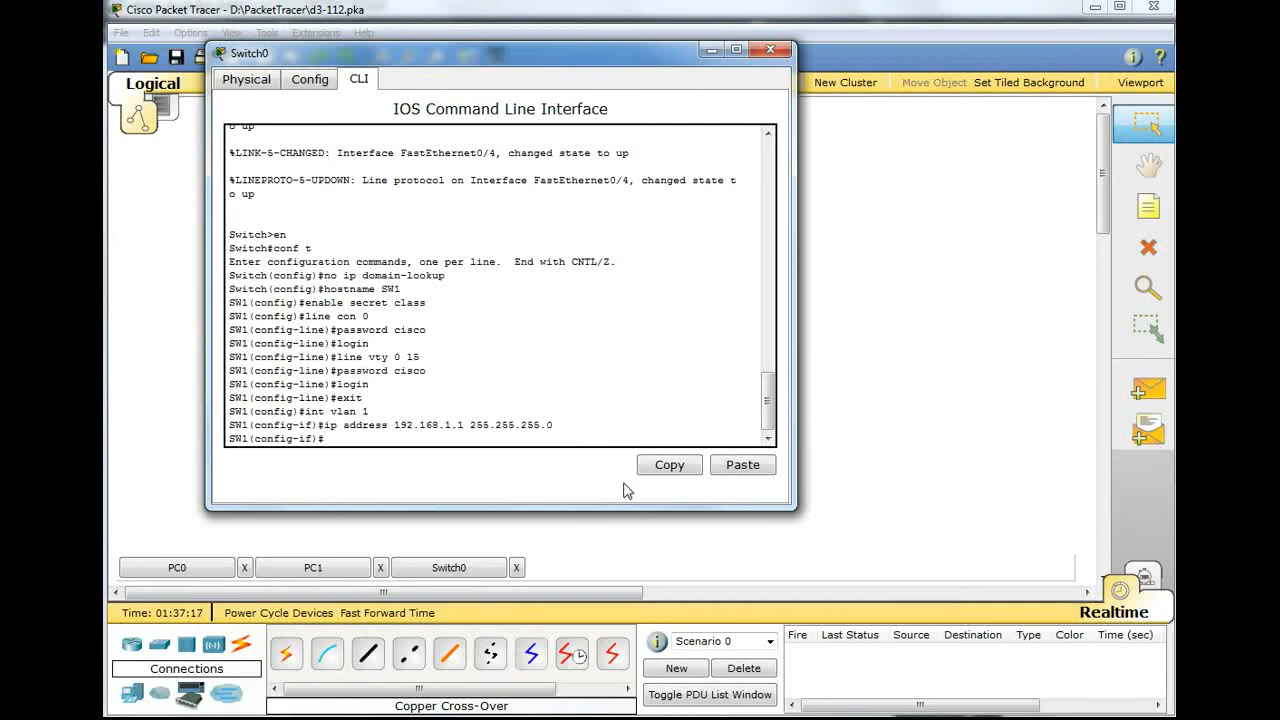 Cisco Packet Tracer - D:\PacketTracer\d3-112.pka
File Edit Options View Tools Extensions Help
Logical
New Cluster Move Object Set Tiled Background Viewport
Switch0
Physical Config CLI
IOS Command Line Interface
o up
%LINK-5-CHANGED: Interface FastEthernet0/4, changed state to up
%LINEPROTO-5-UPDOWN: Line protocol on Interface FastEthernet0/4, changed state t
o up
Switch>en
Switch#conf t
Enter configuration commands, one per line.  End with CNTL/Z.
Switch(config)#no ip domain-lookup
Switch(config)#hostname SW1
SW1(config)#enable secret class
SW1(config)#line con 0
SW1(config-line)#password cisco
SW1(config-line)#login
SW1(config-line)#line vty 0 15
SW1(config-line)#password cisco
SW1(config-line)#login
SW1(config-line)#exit
SW1(config)#int vlan 1
SW1(config-if)#ip address 192.168.1.1 255.255.255.0
SW1(config-if)#
Copy Paste
PC0 X PC1 X Switch0 X
Time: 01:37:17 Power Cycle Devices Fast Forward Time
Realtime
Connections
Copper Cross-Over
Scenario 0
New Delete
Toggle PDU List Window
Fire Last Status Source Destination Type Color Time (sec)